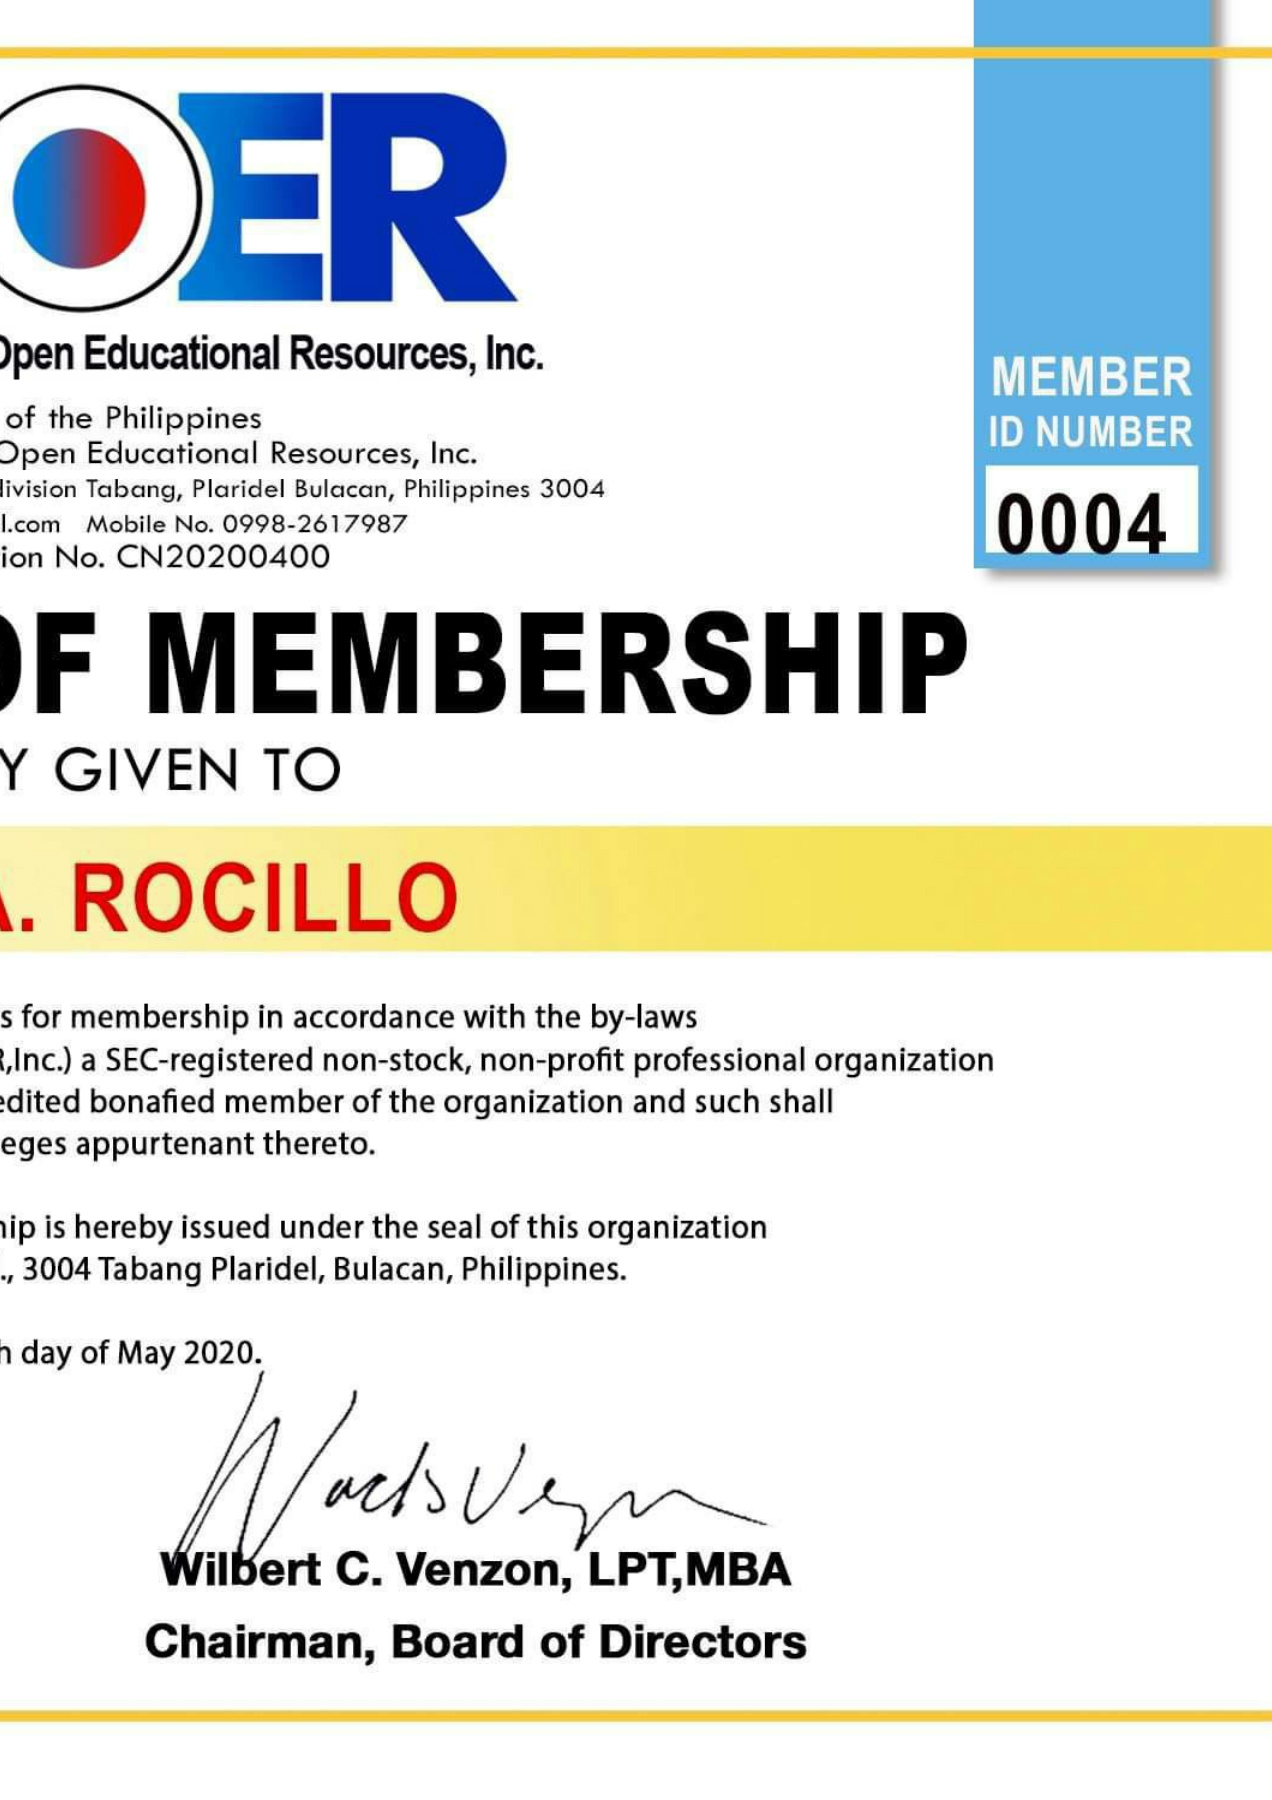 OER
Open Educational Resources, Inc.
of the Philippines
Open Educational Resources, Inc.
division Tabang, Plaridel Bulacan, Philippines 3004
l.com Mobile No. 0998-2617987
ion No. CN20200400
MEMBER
ID NUMBER
0004
OF MEMBERSHIP
Y GIVEN TO
A. ROCILLO
s for membership in accordance with the by-laws
R,Inc.) a SEC-registered non-stock, non-profit professional organization
edited bonafied member of the organization and such shall
eges appurtenant thereto.
hip is hereby issued under the seal of this organization
., 3004 Tabang Plaridel, Bulacan, Philippines.
h day of May 2020.
Wilbert C. Venzon, LPT,MBA
Chairman, Board of Directors